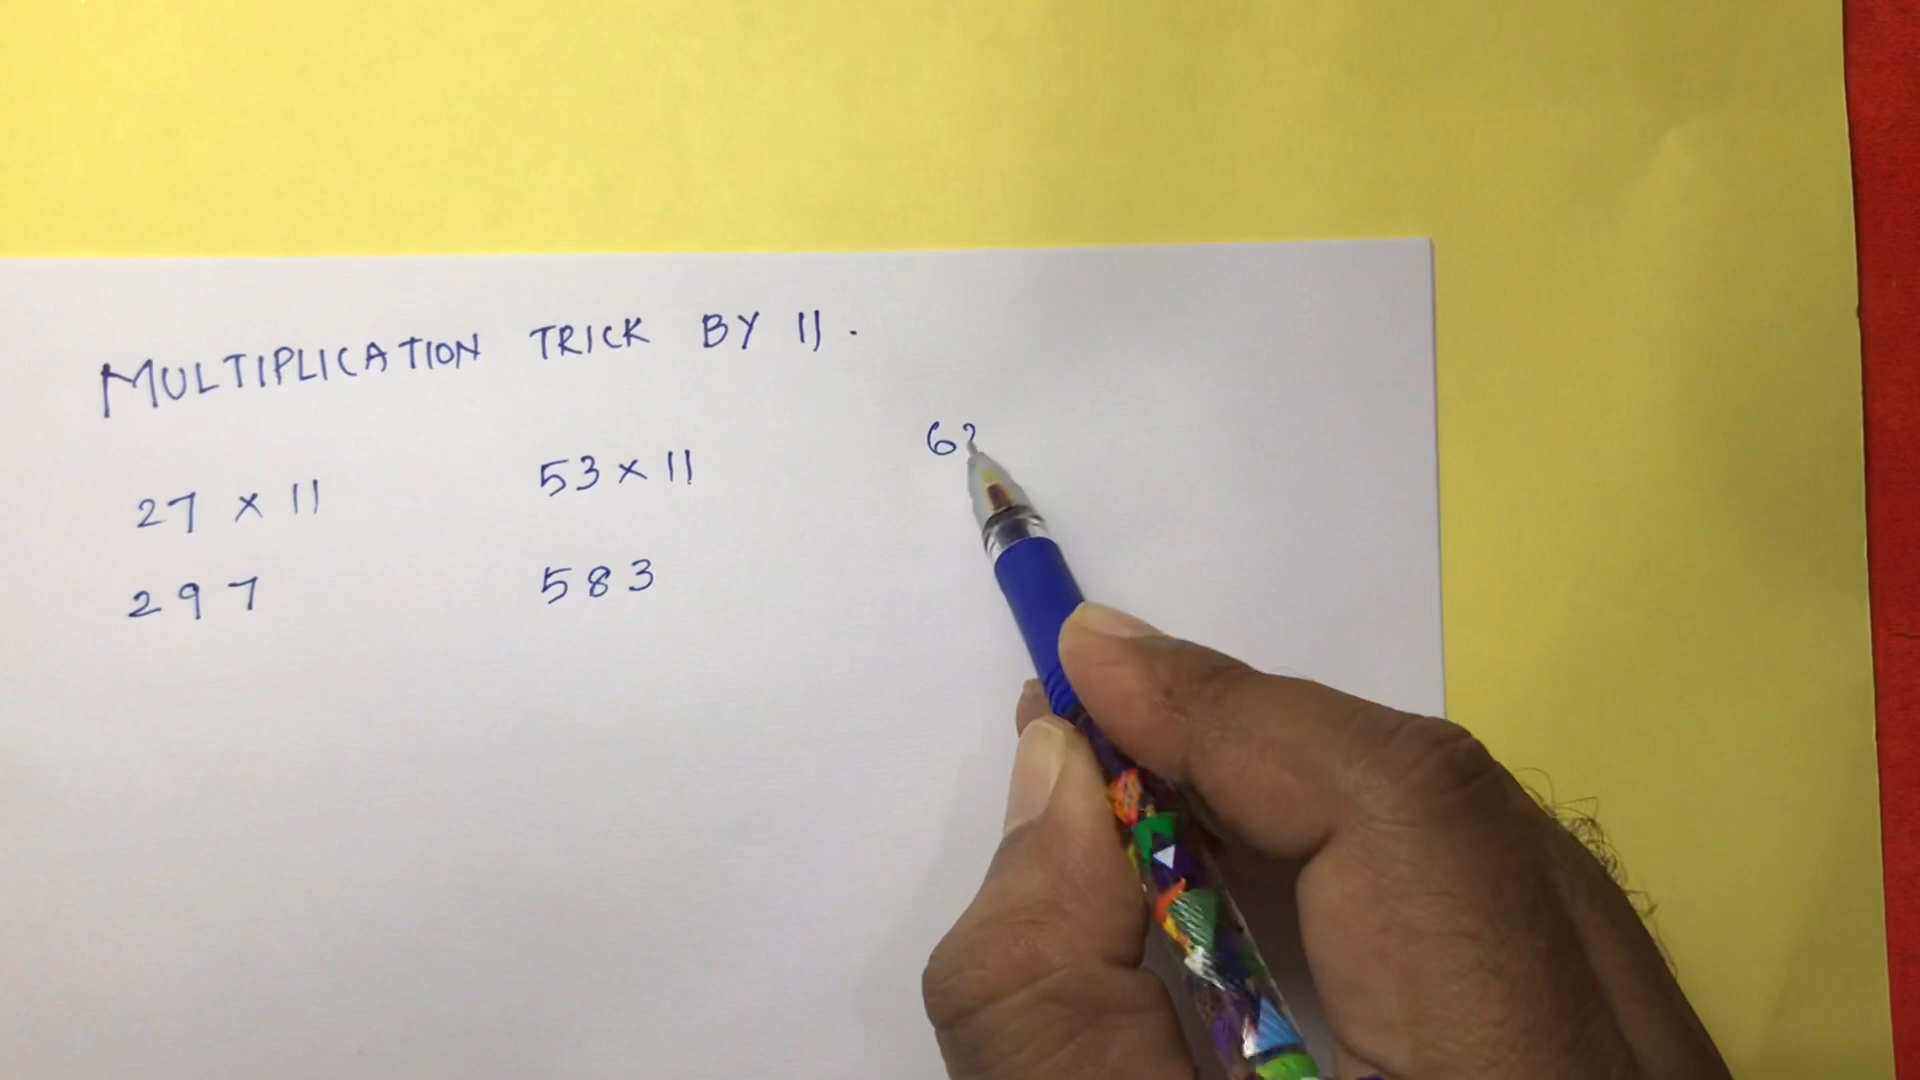 MULTIPLICATION TRICK BY 11.
27 x 11
297
53 x 11
583
6